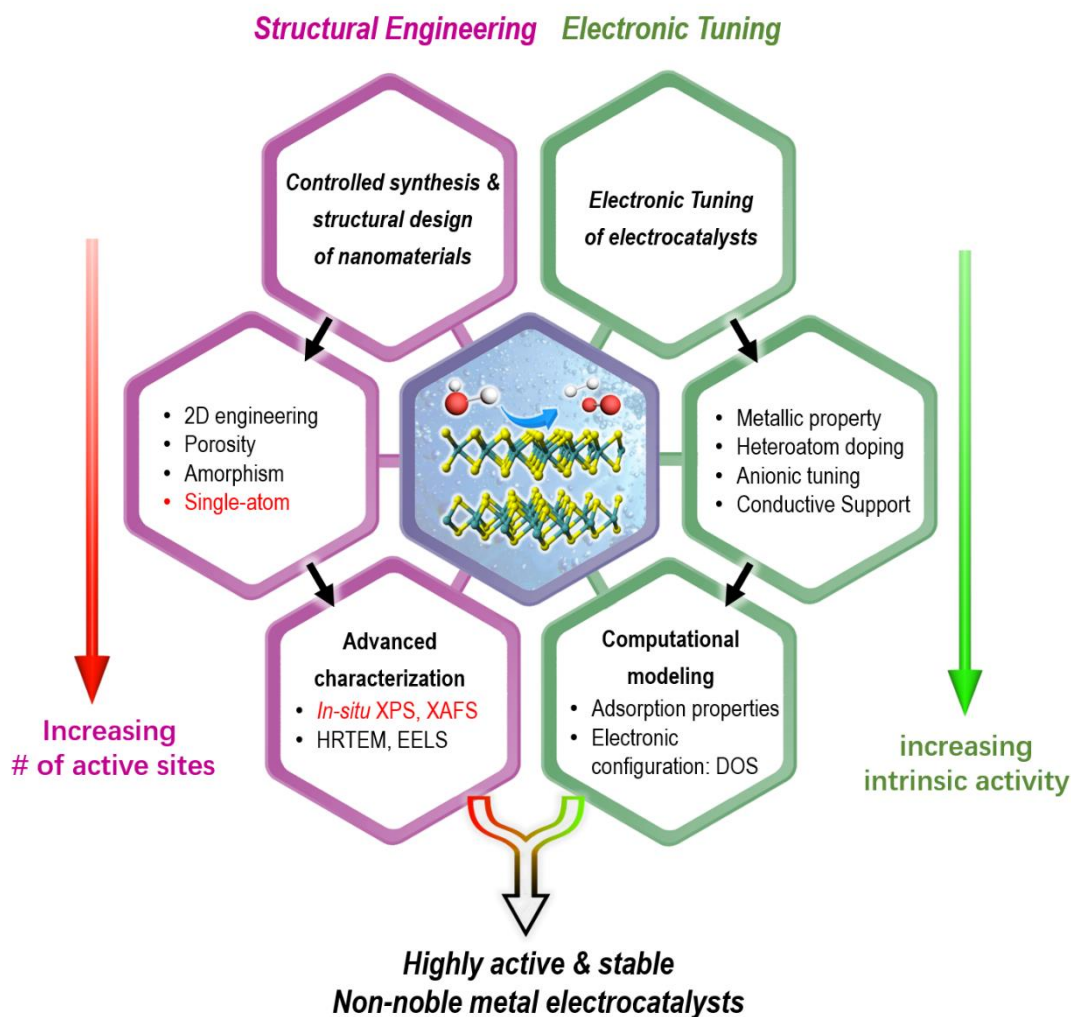 Structural Engineering
Electronic Tuning
Controlled synthesis &
structural design
of nanomaterials
Electronic Tuning
of electrocatalysts
• 2D engineering
• Porosity
• Amorphism
• Single-atom
• Metallic property
• Heteroatom doping
• Anionic tuning
• Conductive Support
Advanced
characterization
• In-situ XPS, XAFS
• HRTEM, EELS
Computational
modeling
• Adsorption properties
• Electronic
configuration: DOS
Increasing
# of active sites
increasing
intrinsic activity
Highly active & stable
Non-noble metal electrocatalysts